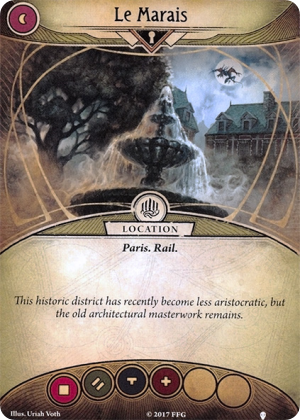 Le Marais
LOCATION
Paris. Rail.
This historic district has recently become less aristocratic, but
the old architectural masterwork remains.
Illus. Uriah Voth
© 2017 FFG